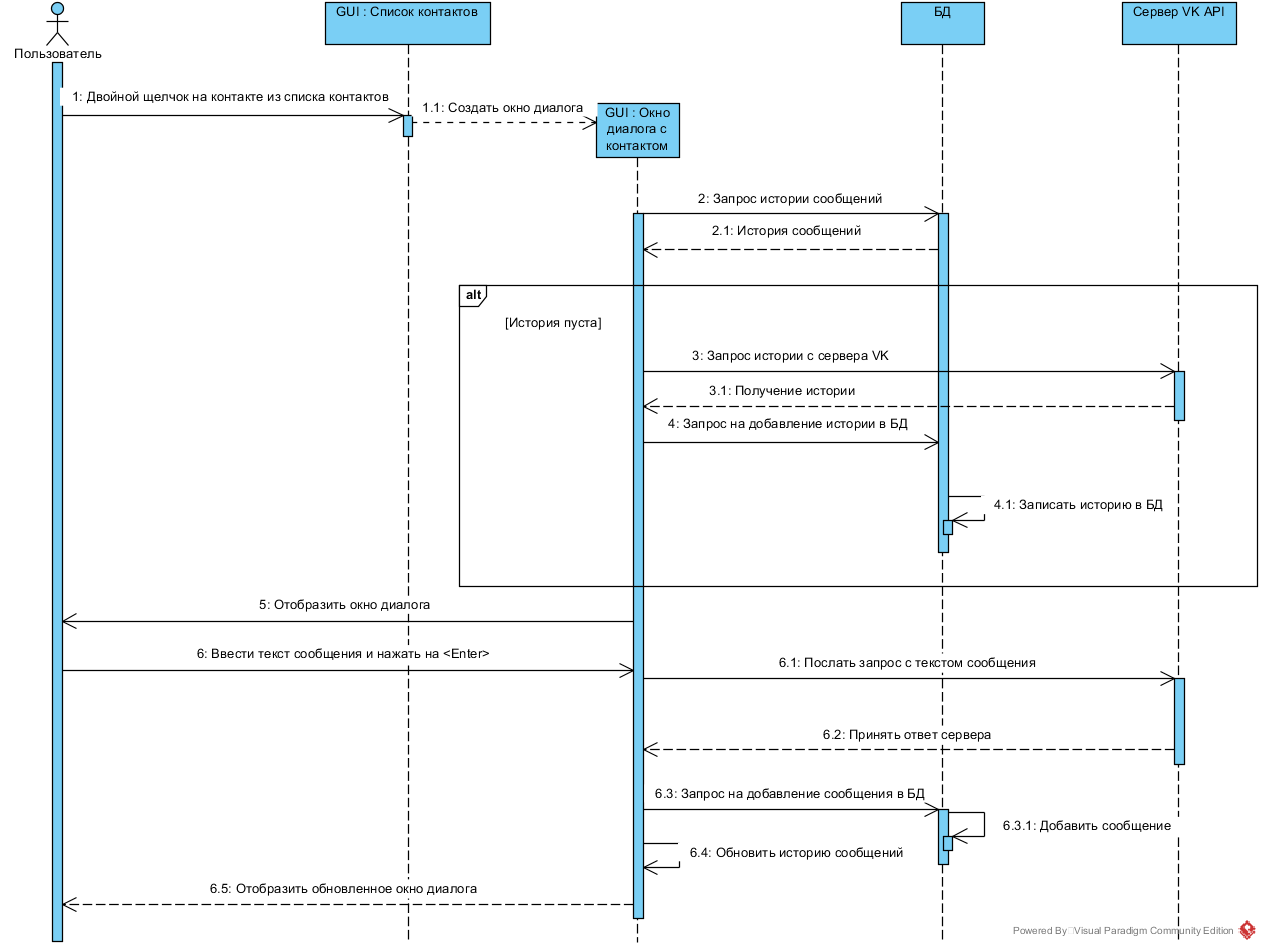 GUI : Список контактов
БД
Сервер VK API
Пользователь
1: Двойной щелчок на контакте из списка контактов
1.1: Создать окно диалога
GUI : Окно
диалога с
контактом
2: Запрос истории сообщений
2.1: История сообщений
alt
[История пуста]
3: Запрос истории с сервера VK
3.1: Получение истории
4: Запрос на добавление истории в БД
4.1: Записать историю в БД
5: Отобразить окно диалога
6: Ввести текст сообщения и нажать на <Enter>
6.1: Послать запрос с текстом сообщения
6.2: Принять ответ сервера
6.3: Запрос на добавление сообщения в БД
6.3.1: Добавить сообщение
6.4: Обновить историю сообщений
6.5: Отобразить обновленное окно диалога
Powered By Visual Paradigm Community Edition